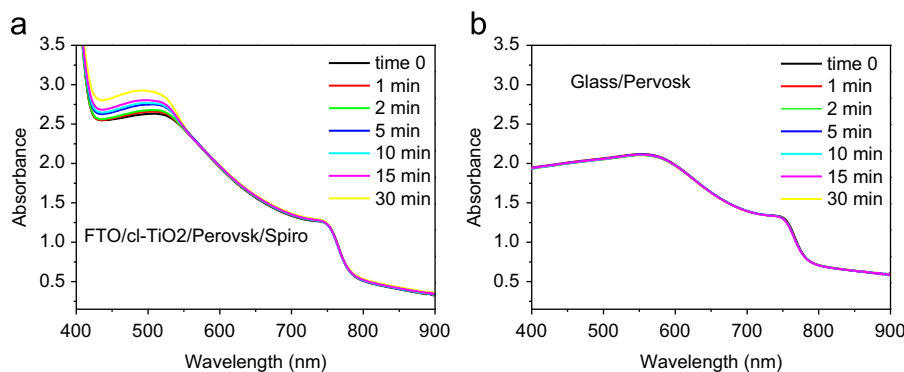 a
3.5
3.0
2.5
2.0
1.5
1.0
0.5
Absorbance
400 500 600 700 800 900
Wavelength (nm)
time 0
1 min
2 min
5 min
10 min
15 min
30 min
FTO/cl-TiO2/Perovsk/Spiro
b
3.5
3.0
2.5
2.0
1.5
1.0
0.5
Absorbance
400 500 600 700 800 900
Wavelength (nm)
Glass/Pervosk
time 0
1 min
2 min
5 min
10 min
15 min
30 min